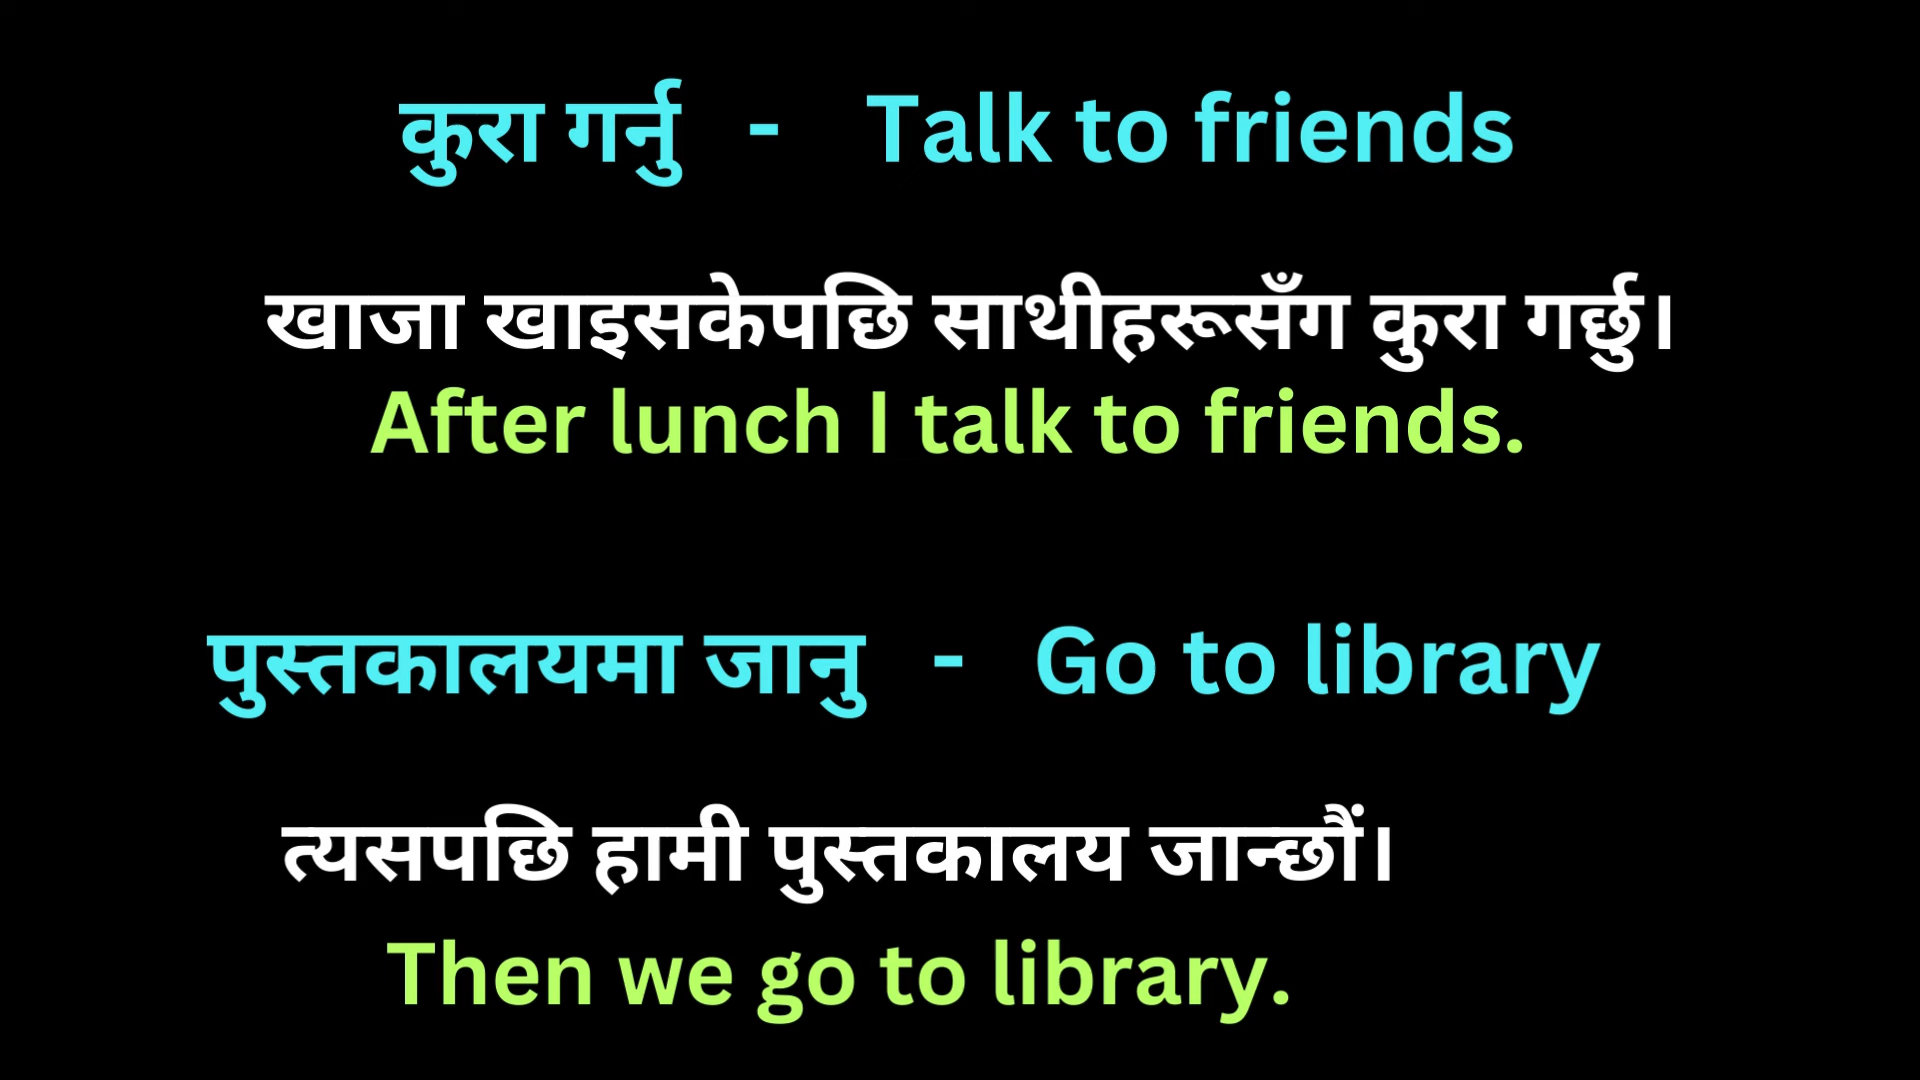 कुरा गर्नु - Talk to friends
खाजा खाइसकेपछि साथीहरूसँग कुरा गर्छु।
After lunch I talk to friends.
पुस्तकालयमा जानु - Go to library
त्यसपछि हामी पुस्तकालय जान्छौं।
Then we go to library.